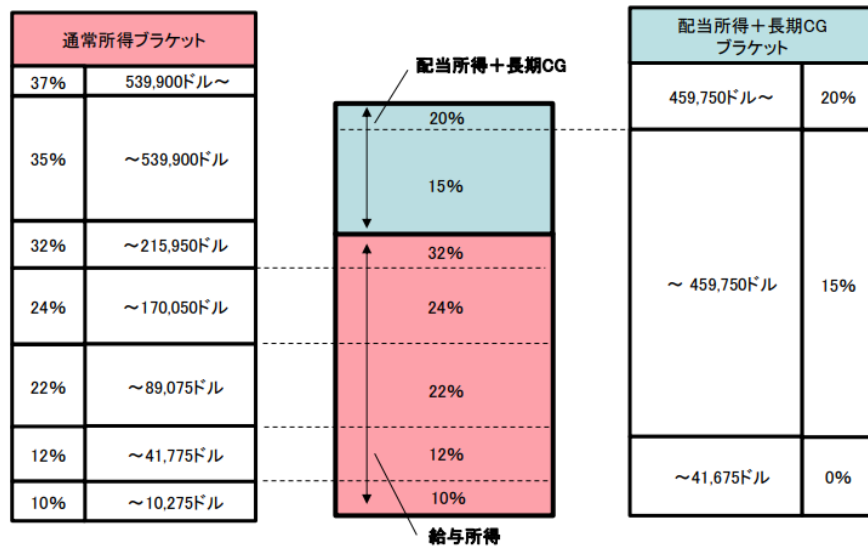 通常所得ブラケット
37% 539,900ドル～
35% ～539,900ドル
32% ～215,950ドル
24% ～170,050ドル
22% ～89,075ドル
12% ～41,775ドル
10% ～10,275ドル
配当所得＋長期CG
20%
15%
32%
24%
22%
12%
10%
給与所得
配当所得＋長期CG
ブラケット
459,750ドル～ 20%
～ 459,750ドル 15%
～41,675ドル 0%